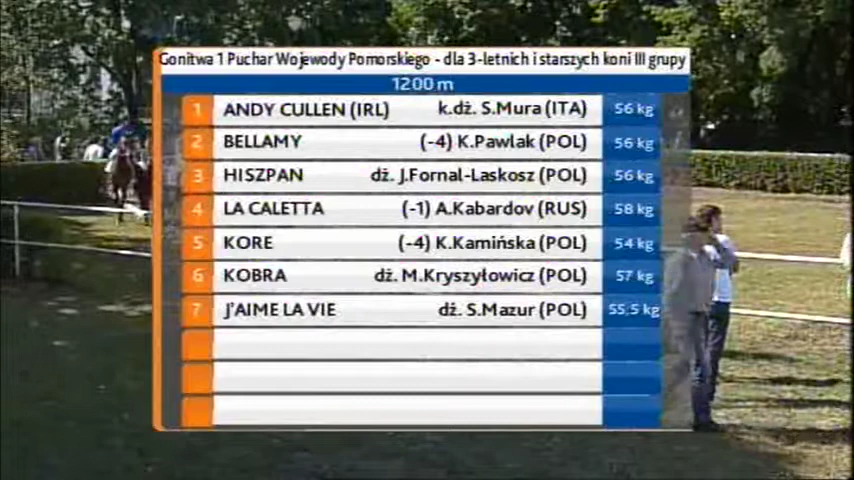 Gonitwa 1 Puchar Wojewody Pomorskiego - dla 3-letnich i starszych koni III grupy
1200 m
1 ANDY CULLEN (IRL) k.dż. S.Mura (ITA) 56 kg
2 BELLAMY (-4) K.Pawlak (POL) 56 kg
3 HISZPAN dż. J.Fornal-Laskosz (POL) 56 kg
4 LA CALETTA (-1) A.Kabardov (RUS) 58 kg
5 KORE (-4) K.Kamińska (POL) 54 kg
6 KOBRA dż. M.Kryszyłowicz (POL) 57 kg
7 J'AIME LA VIE dż. S.Mazur (POL) 55,5 kg